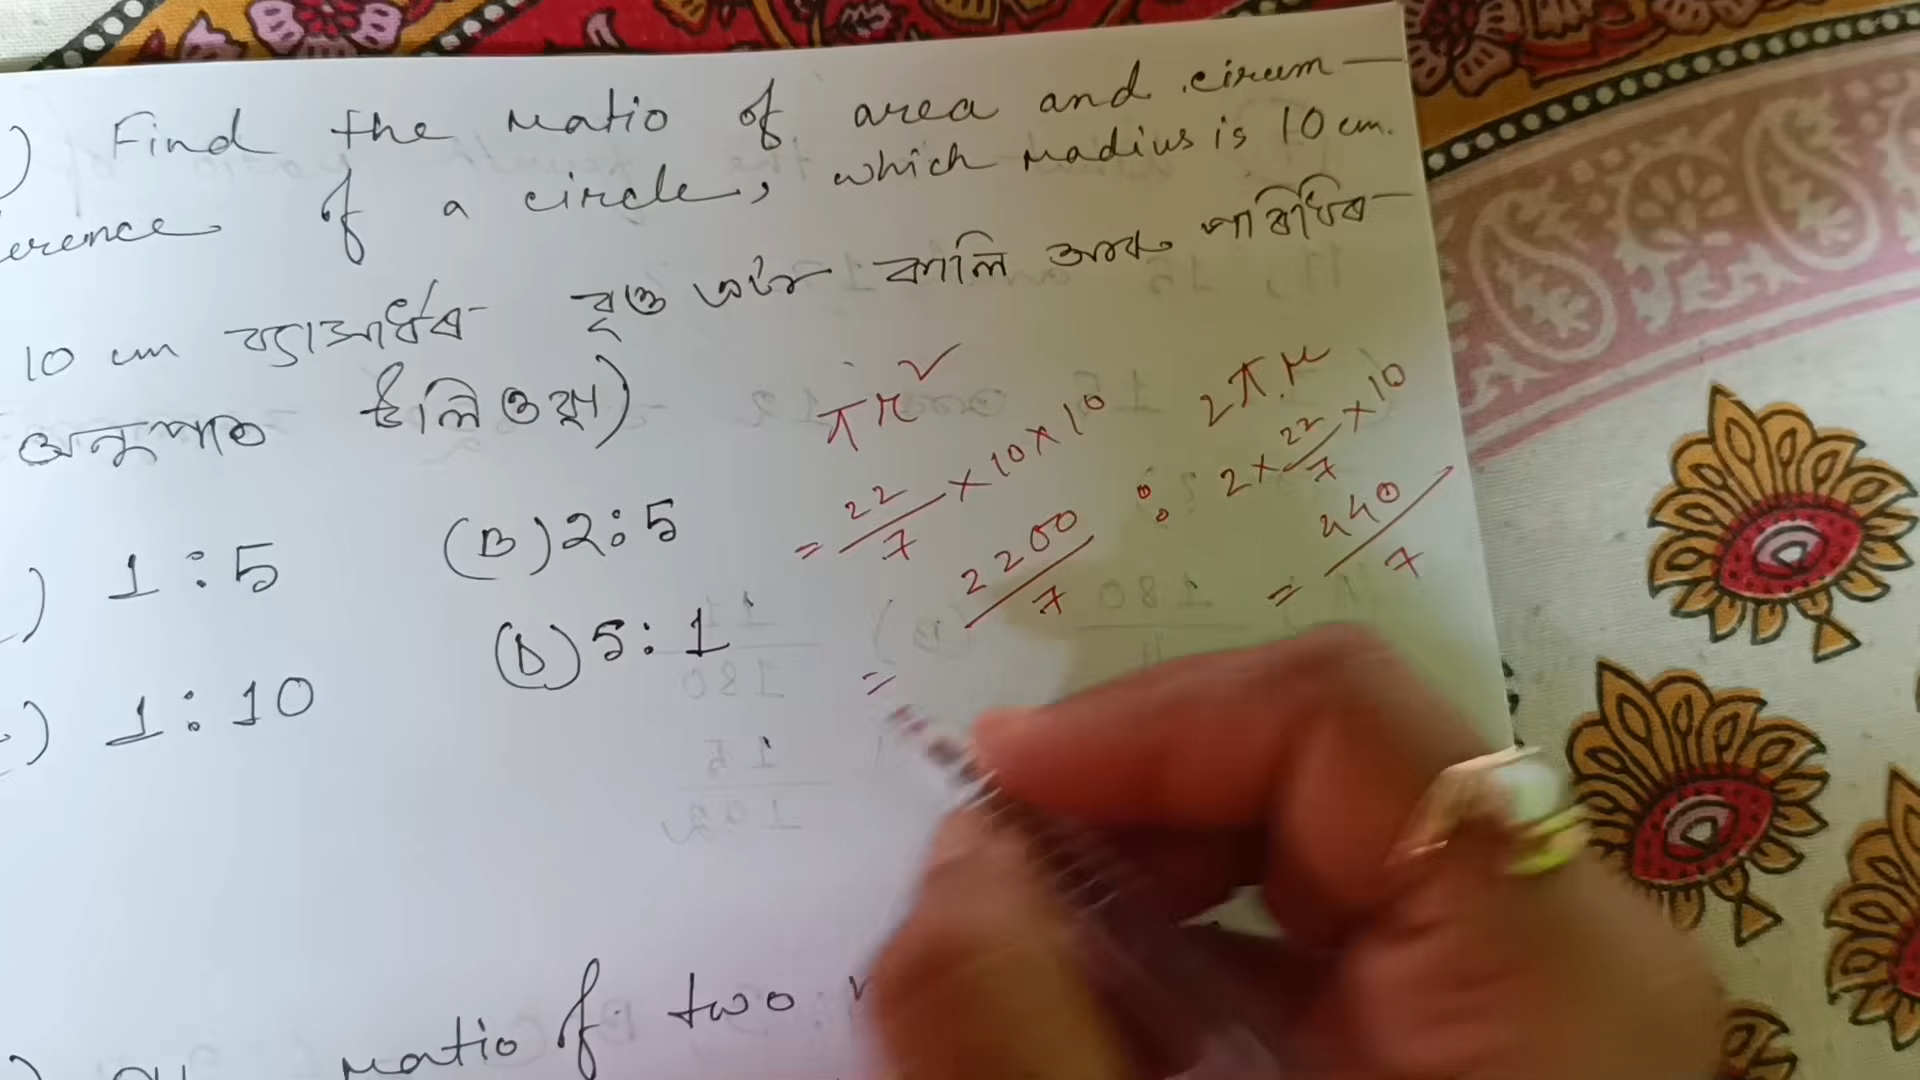 ) Find the ratio of area and circum-
erence of a circle, which radius is 10 cm.
10 cm ব্যাসাৰ্ধৰ বৃত্ত এটাৰ কালি আৰু পৰিধিৰ
অনুপাত উলিওৱা)
) 1:5 (B) 2:5
) 1:10 (D) 5:1
πr² 2πr
= 22/7 × 10 × 10 : 2 × 22/7 × 10
2200/7 = 440/7
=
ratio of two